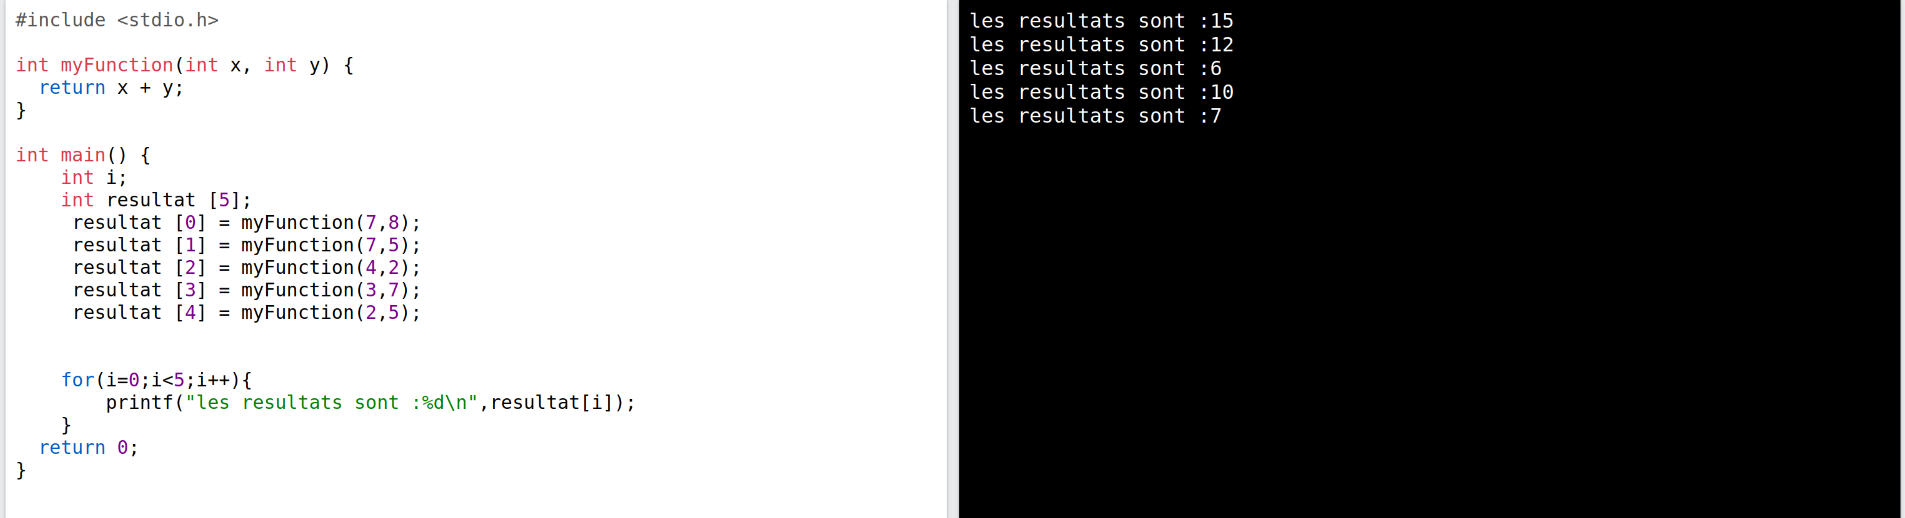 #include <stdio.h>
int myFunction(int x, int y) {
  return x + y;
}
int main() {
    int i;
    int resultat [5];
     resultat [0] = myFunction(7,8);
     resultat [1] = myFunction(7,5);
     resultat [2] = myFunction(4,2);
     resultat [3] = myFunction(3,7);
     resultat [4] = myFunction(2,5);
    for(i=0;i<5;i++){
        printf("les resultats sont :%d\n",resultat[i]);
    }
  return 0;
}
les resultats sont :15
les resultats sont :12
les resultats sont :6
les resultats sont :10
les resultats sont :7